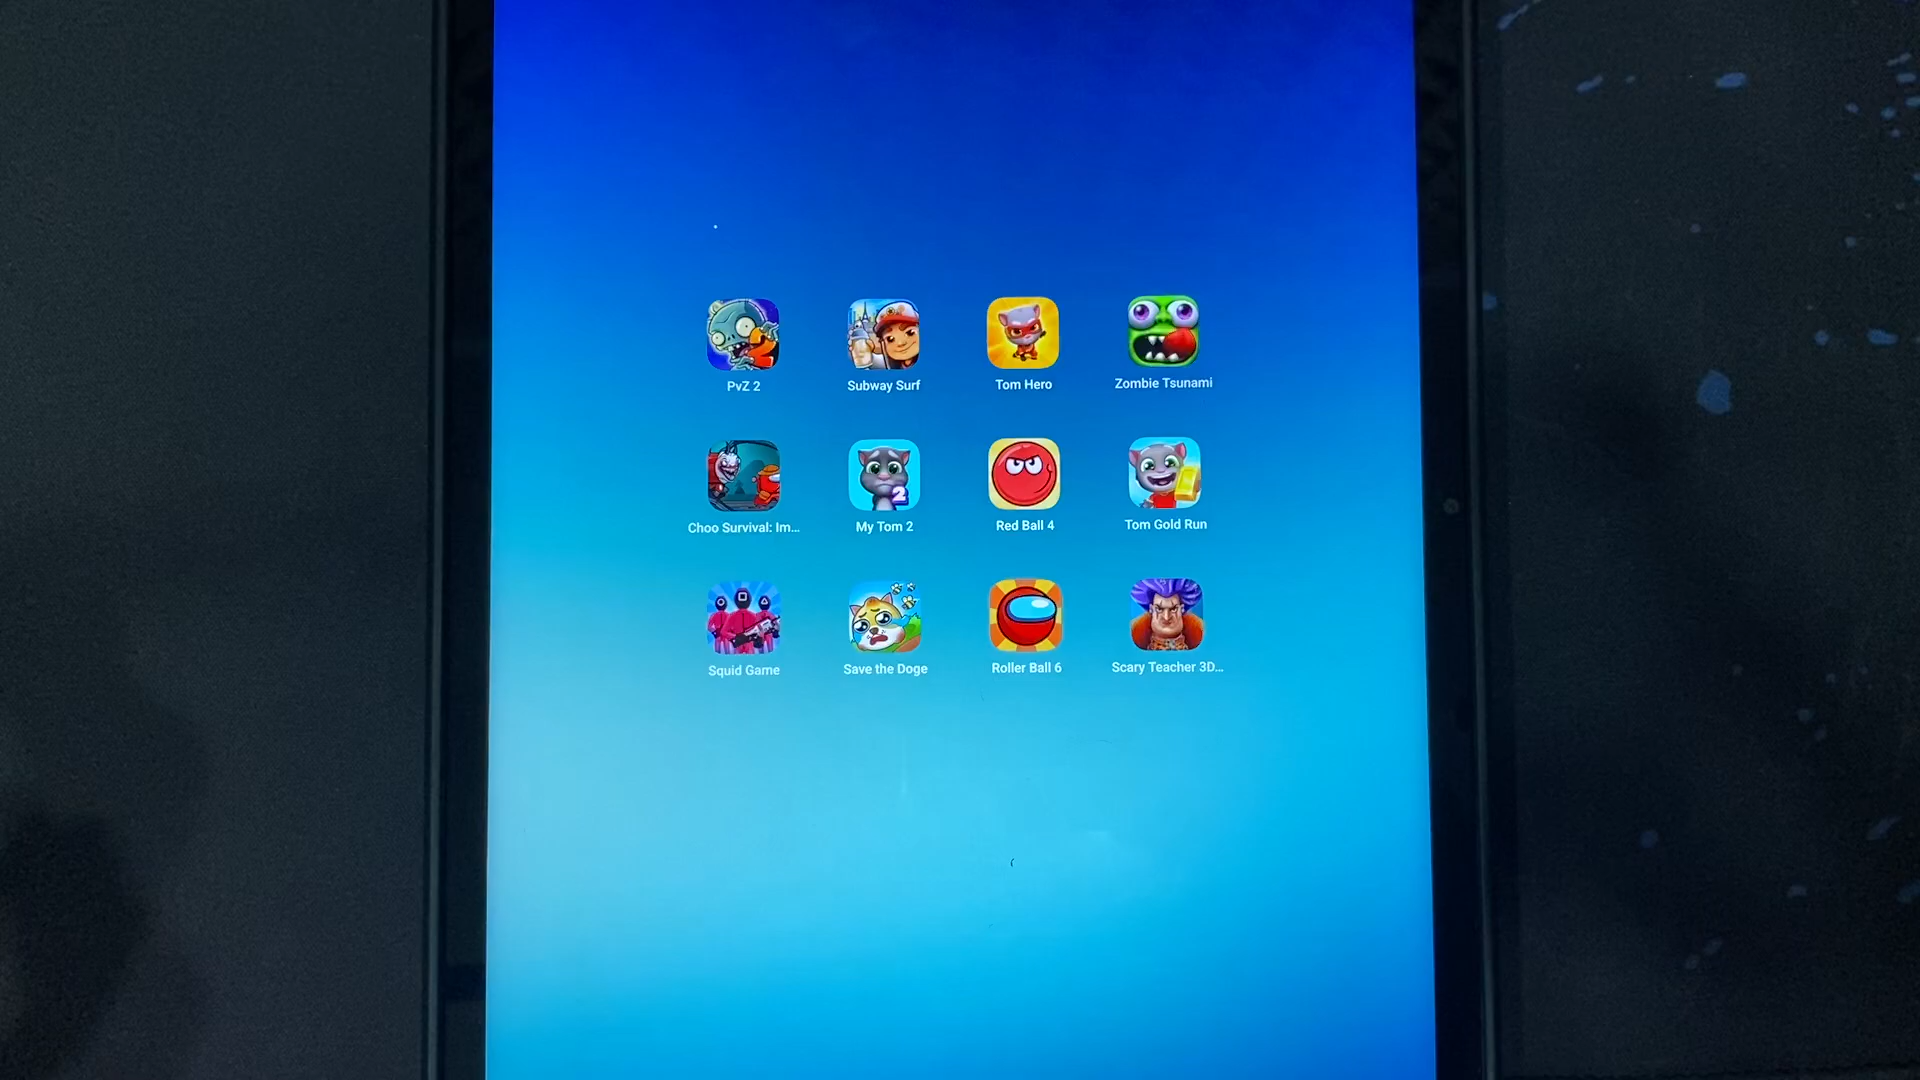 PvZ 2
Subway Surf
Tom Hero
Zombie Tsunami
Choo Survival: Im...
My Tom 2
2
Red Ball 4
Tom Gold Run
Squid Game
Save the Doge
Roller Ball 6
Scary Teacher 3D...